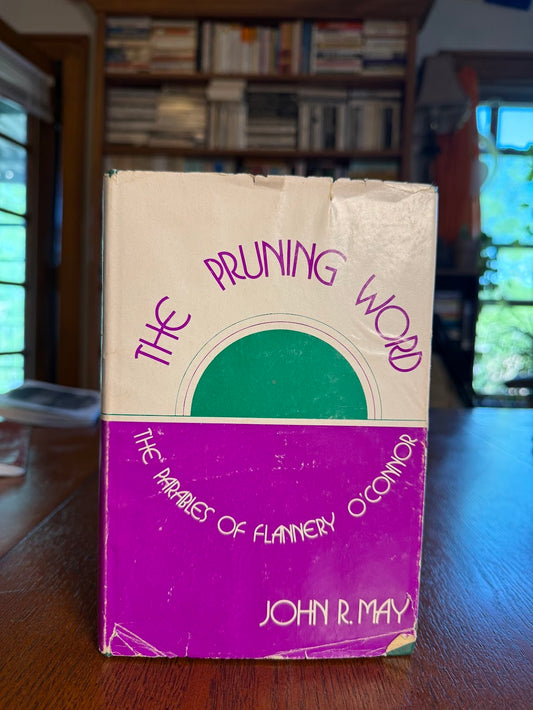 THE PRUNING WORD
THE PARABLES OF FLANNERY O'CONNOR
JOHN R. MAY